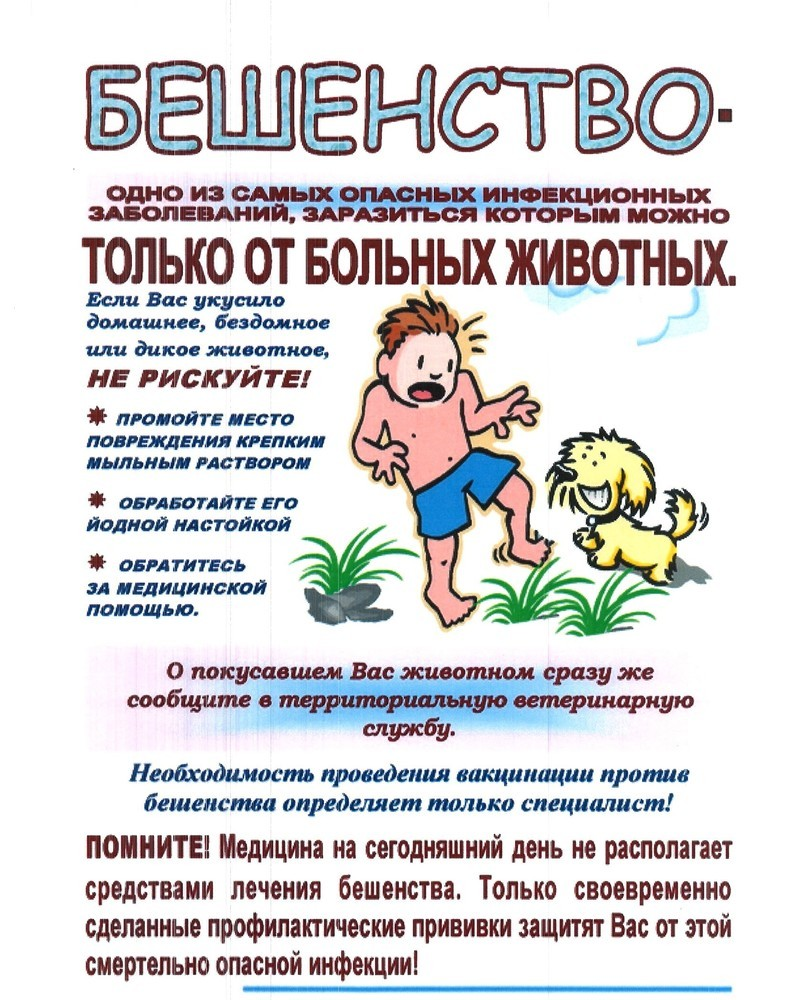 БЕШЕНСТВО-
ОДНО ИЗ САМЫХ ОПАСНЫХ ИНФЕКЦИОННЫХ
ЗАБОЛЕВАНИЙ, ЗАРАЗИТЬСЯ КОТОРЫМ МОЖНО
ТОЛЬКО ОТ БОЛЬНЫХ ЖИВОТНЫХ.
Если Вас укусило
домашнее, бездомное
или дикое животное,
НЕ РИСКУЙТЕ!
✷ ПРОМОЙТЕ МЕСТО
ПОВРЕЖДЕНИЯ КРЕПКИМ
МЫЛЬНЫМ РАСТВОРОМ
✷ ОБРАБОТАЙТЕ ЕГО
ЙОДНОЙ НАСТОЙКОЙ
✷ ОБРАТИТЕСЬ
ЗА МЕДИЦИНСКОЙ
ПОМОЩЬЮ.
О покусавшем Вас животном сразу же
сообщите в территориальную ветеринарную
службу.
Необходимость проведения вакцинации против
бешенства определяет только специалист!
ПОМНИТЕ! Медицина на сегодняшний день не располагает
средствами лечения бешенства. Только своевременно
сделанные профилактические прививки защитят Вас от этой
смертельно опасной инфекции!